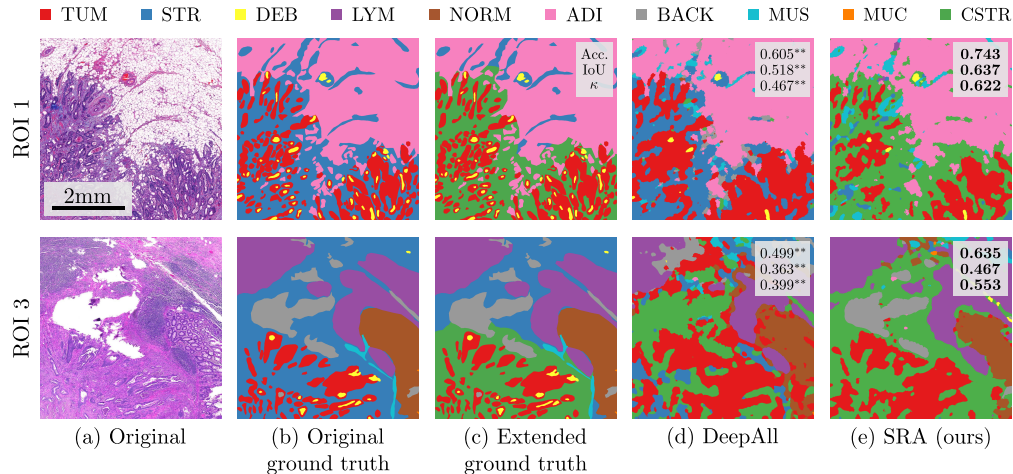 TUM STR DEB LYM NORM ADI BACK MUS MUC CSTR
ROI 1
2mm
Acc.
IoU
κ
0.605**
0.518**
0.467**
0.743
0.637
0.622
ROI 3
0.499**
0.363**
0.399**
0.635
0.467
0.553
(a) Original
(b) Original
ground truth
(c) Extended
ground truth
(d) DeepAll
(e) SRA (ours)